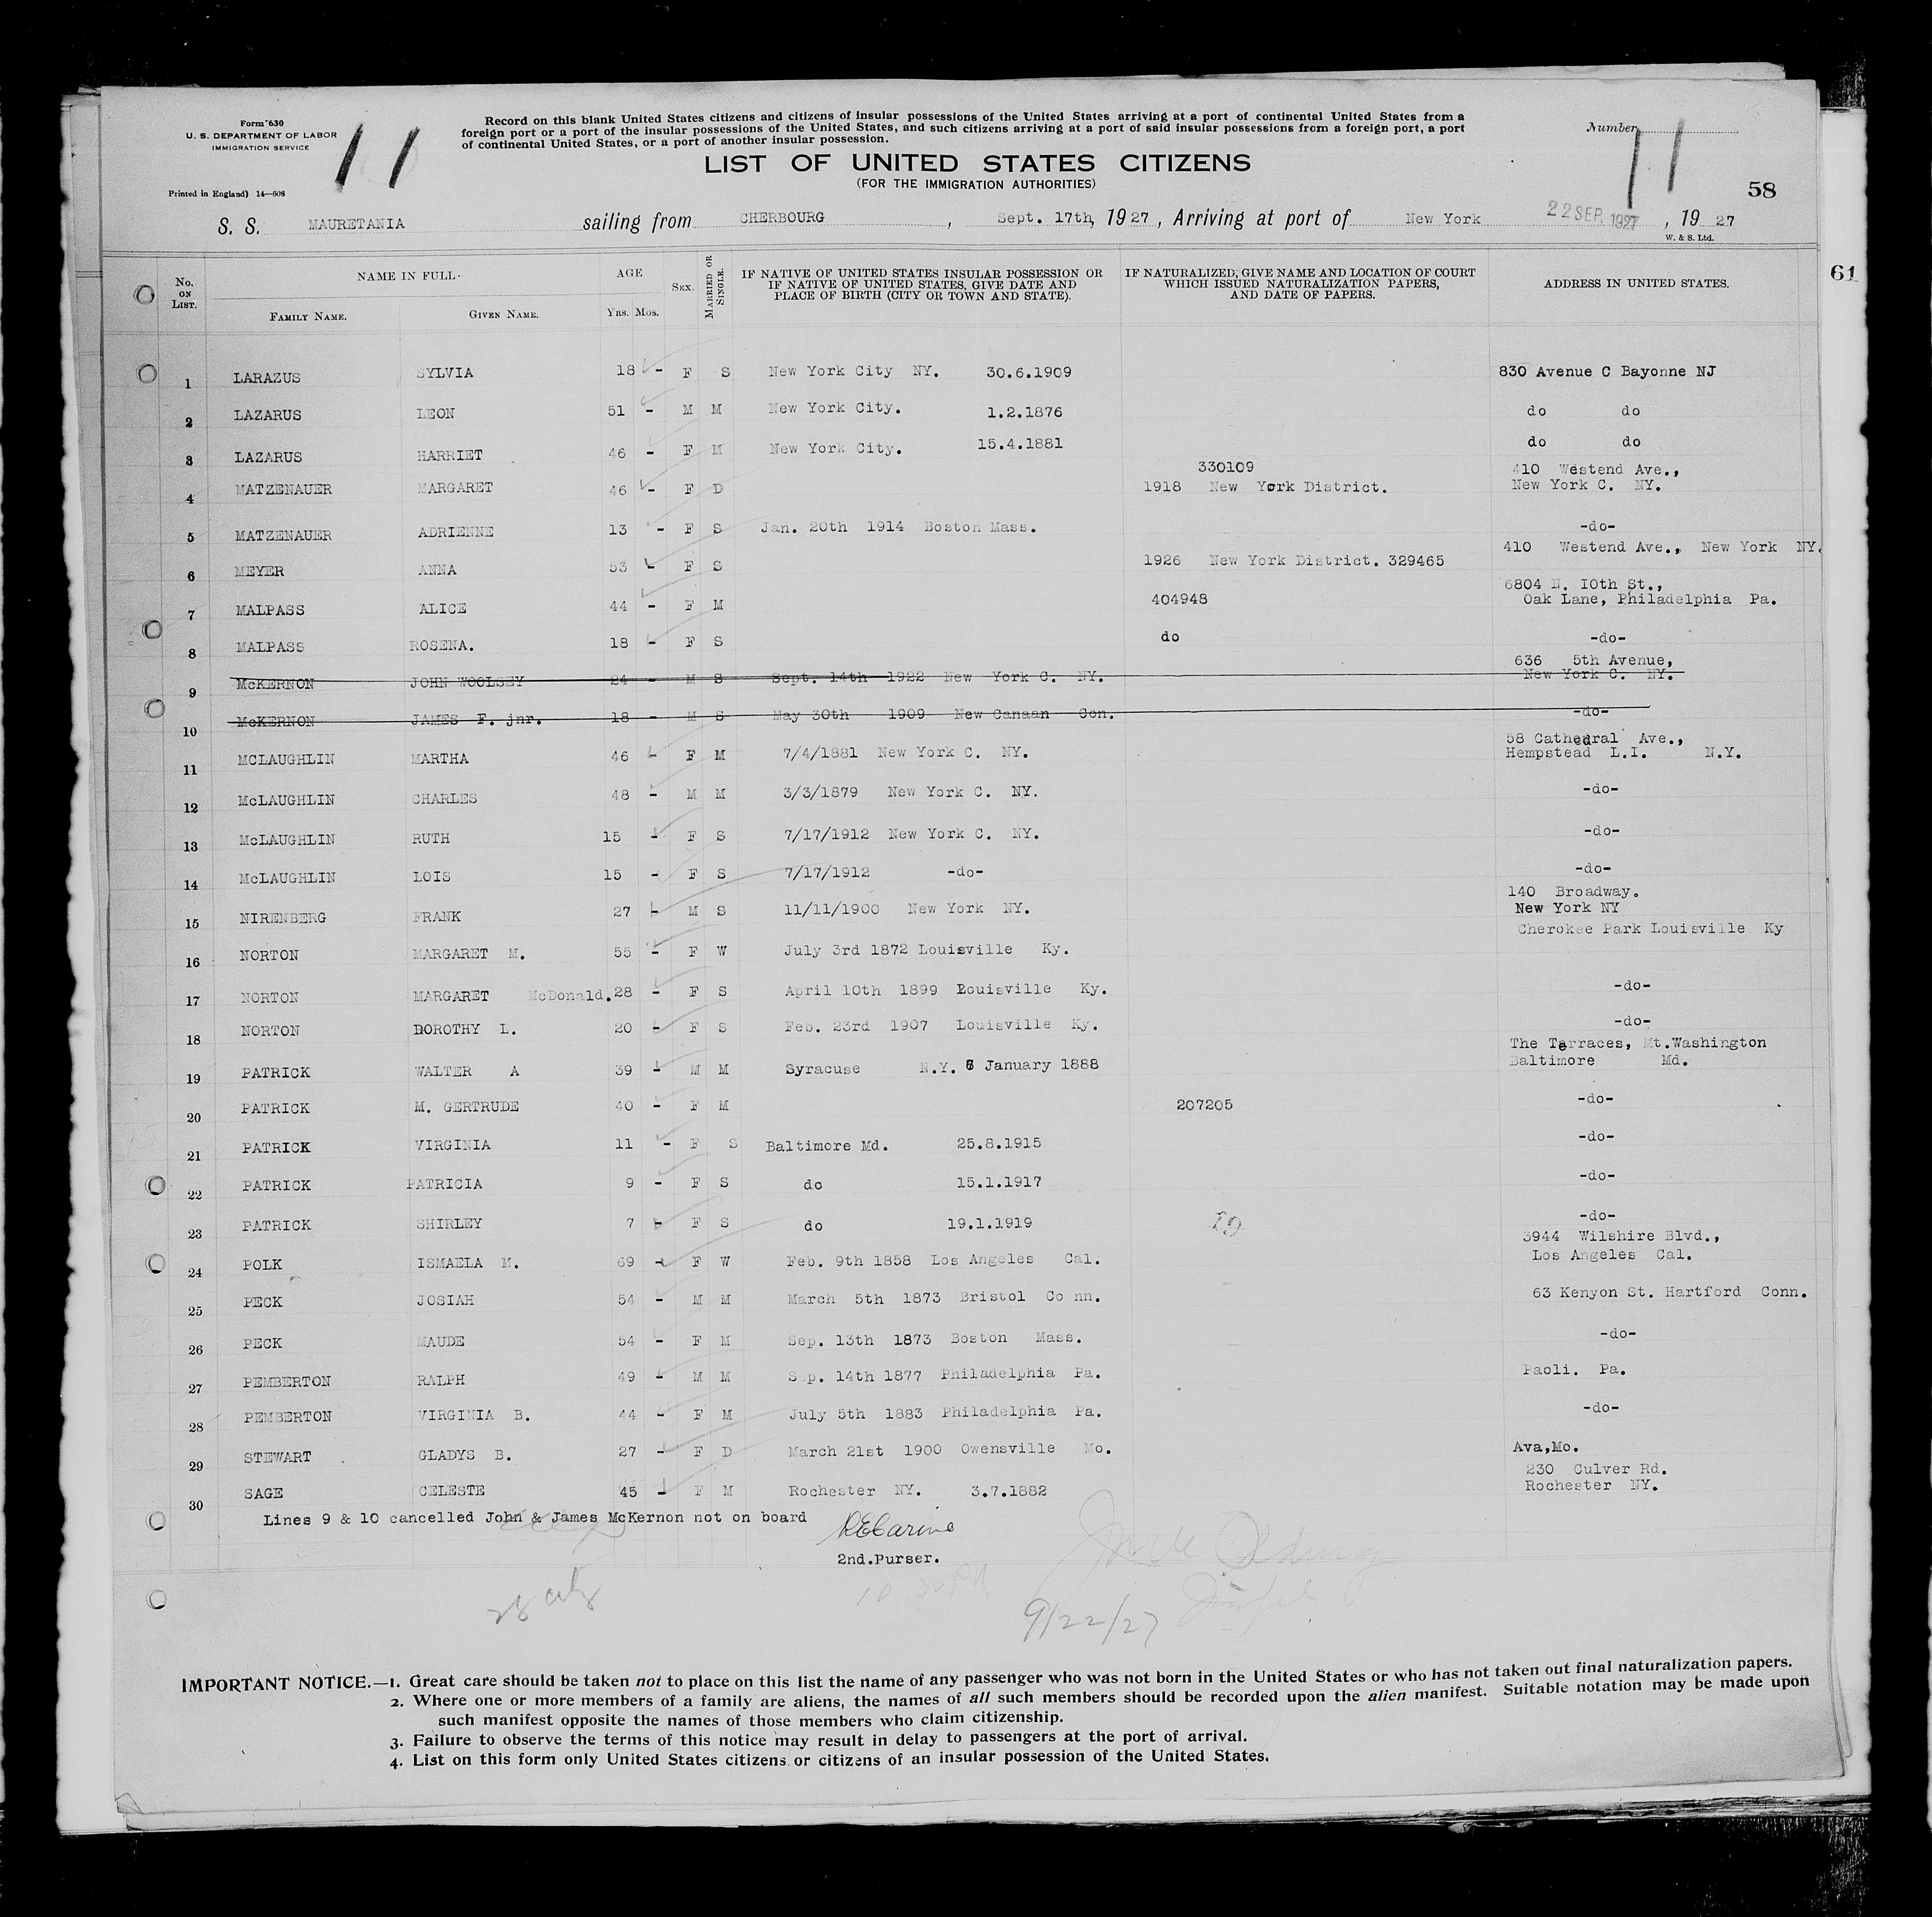 Form 630
U. S. DEPARTMENT OF LABOR
IMMIGRATION SERVICE
11
Printed in England) 14—608
Record on this blank United States citizens and citizens of insular possessions of the United States arriving at a port of continental United States from a
foreign port or a port of the insular possessions of the United States, and such citizens arriving at a port of said insular possessions from a foreign port, a port
of continental United States, or a port of another insular possession.
Number 11
LIST OF UNITED STATES CITIZENS
(FOR THE IMMIGRATION AUTHORITIES)
58
S. S. MAURETANIA sailing from CHERBOURG, Sept. 17th, 1927, Arriving at port of New York 22 SEP. 1927, 1927
W. & S. Ltd.
61
No. ON LIST. NAME IN FULL. FAMILY NAME. GIVEN NAME. AGE YRS. MOS. SEX. MARRIED OR SINGLE. IF NATIVE OF UNITED STATES INSULAR POSSESSION OR IF NATIVE OF UNITED STATES, GIVE DATE AND PLACE OF BIRTH (CITY OR TOWN AND STATE). IF NATURALIZED, GIVE NAME AND LOCATION OF COURT WHICH ISSUED NATURALIZATION PAPERS, AND DATE OF PAPERS. ADDRESS IN UNITED STATES.
1 LARAZUS SYLVIA 18 - F S New York City NY. 30.6.1909 830 Avenue C Bayonne NJ
2 LAZARUS LEON 51 - M M New York City. 1.2.1876 do do
3 LAZARUS HARRIET 46 - F M New York City. 15.4.1881 do do
4 MATZENAUER MARGARET 46 - F D 330109 1918 New York District. 410 Westend Ave., New York C. NY.
5 MATZENAUER ADRIENNE 13 - F S Jan. 20th 1914 Boston Mass. -do-
6 MEYER ANNA 53 - F S 1926 New York District. 329465 410 Westend Ave., New York NY.
7 MALPASS ALICE 44 - F M 404948 6804 N. 10th St., Oak Lane, Philadelphia Pa.
8 MALPASS ROSENA. 18 - F S do -do-
9 McKERNON JOHN WOOLSEY 24 - M S Sept. 14th 1922 New York C. NY. 636 5th Avenue, New York C. NY.
10 McKERNON JAMES F. jnr. 18 - M S May 30th 1909 New Canaan Con. -do-
11 MCLAUGHLIN MARTHA 46 - F M 7/4/1881 New York C. NY. 58 Cathedral Ave., Hempstead L.I. N.Y.
12 McLAUGHLIN CHARLES 48 - M M 3/3/1879 New York C. NY. -do-
13 McLAUGHLIN RUTH 15 - F S 7/17/1912 New York C. NY. -do-
14 McLAUGHLIN LOIS 15 - F S 7/17/1912 -do- -do-
15 NIRENBERG FRANK 27 - M S 11/11/1900 New York NY. 140 Broadway. New York NY
16 NORTON MARGARET M. 55 - F W July 3rd 1872 Louisville Ky. Cherokee Park Louisville Ky
17 NORTON MARGARET McDonald. 28 - F S April 10th 1899 Louisville Ky. -do-
18 NORTON DOROTHY L. 20 - F S Feb. 23rd 1907 Louisville Ky. -do-
19 PATRICK WALTER A 39 - M M Syracuse N.Y. 6 January 1888 The Terraces, Mt.Washington Baltimore Md.
20 PATRICK M. GERTRUDE 40 - F M 207205 -do-
21 PATRICK VIRGINIA 11 - F S Baltimore Md. 25.8.1915 -do-
22 PATRICK PATRICIA 9 - F S do 15.1.1917 -do-
23 PATRICK SHIRLEY 7 - F S do 19.1.1919 -do-
24 POLK ISMAELA M. 69 - F W Feb. 9th 1858 Los Angeles Cal. 3944 Wilshire Blvd., Los Angeles Cal.
25 PECK JOSIAH 54 - M M March 5th 1873 Bristol Co nn. 63 Kenyon St. Hartford Conn.
26 PECK MAUDE 54 - F M Sep. 13th 1873 Boston Mass. -do-
27 PEMBERTON RALPH 49 - M M Sep. 14th 1877 Philadelphia Pa. Paoli. Pa.
28 PEMBERTON VIRGINIA B. 44 - F M July 5th 1883 Philadelphia Pa. -do-
29 STEWART GLADYS B. 27 - F D March 21st 1900 Owensville Mo. Ava,Mo.
30 SAGE CELESTE 45 - F M Rochester NY. 3.7.1882 230 Culver Rd. Rochester NY.
Lines 9 & 10 cancelled John & James McKernon not on board
2nd.Purser.
9/22/27
IMPORTANT NOTICE.—1. Great care should be taken not to place on this list the name of any passenger who was not born in the United States or who has not taken out final naturalization papers.
2. Where one or more members of a family are aliens, the names of all such members should be recorded upon the alien manifest. Suitable notation may be made upon
such manifest opposite the names of those members who claim citizenship.
3. Failure to observe the terms of this notice may result in delay to passengers at the port of arrival.
4. List on this form only United States citizens or citizens of an insular possession of the United States.